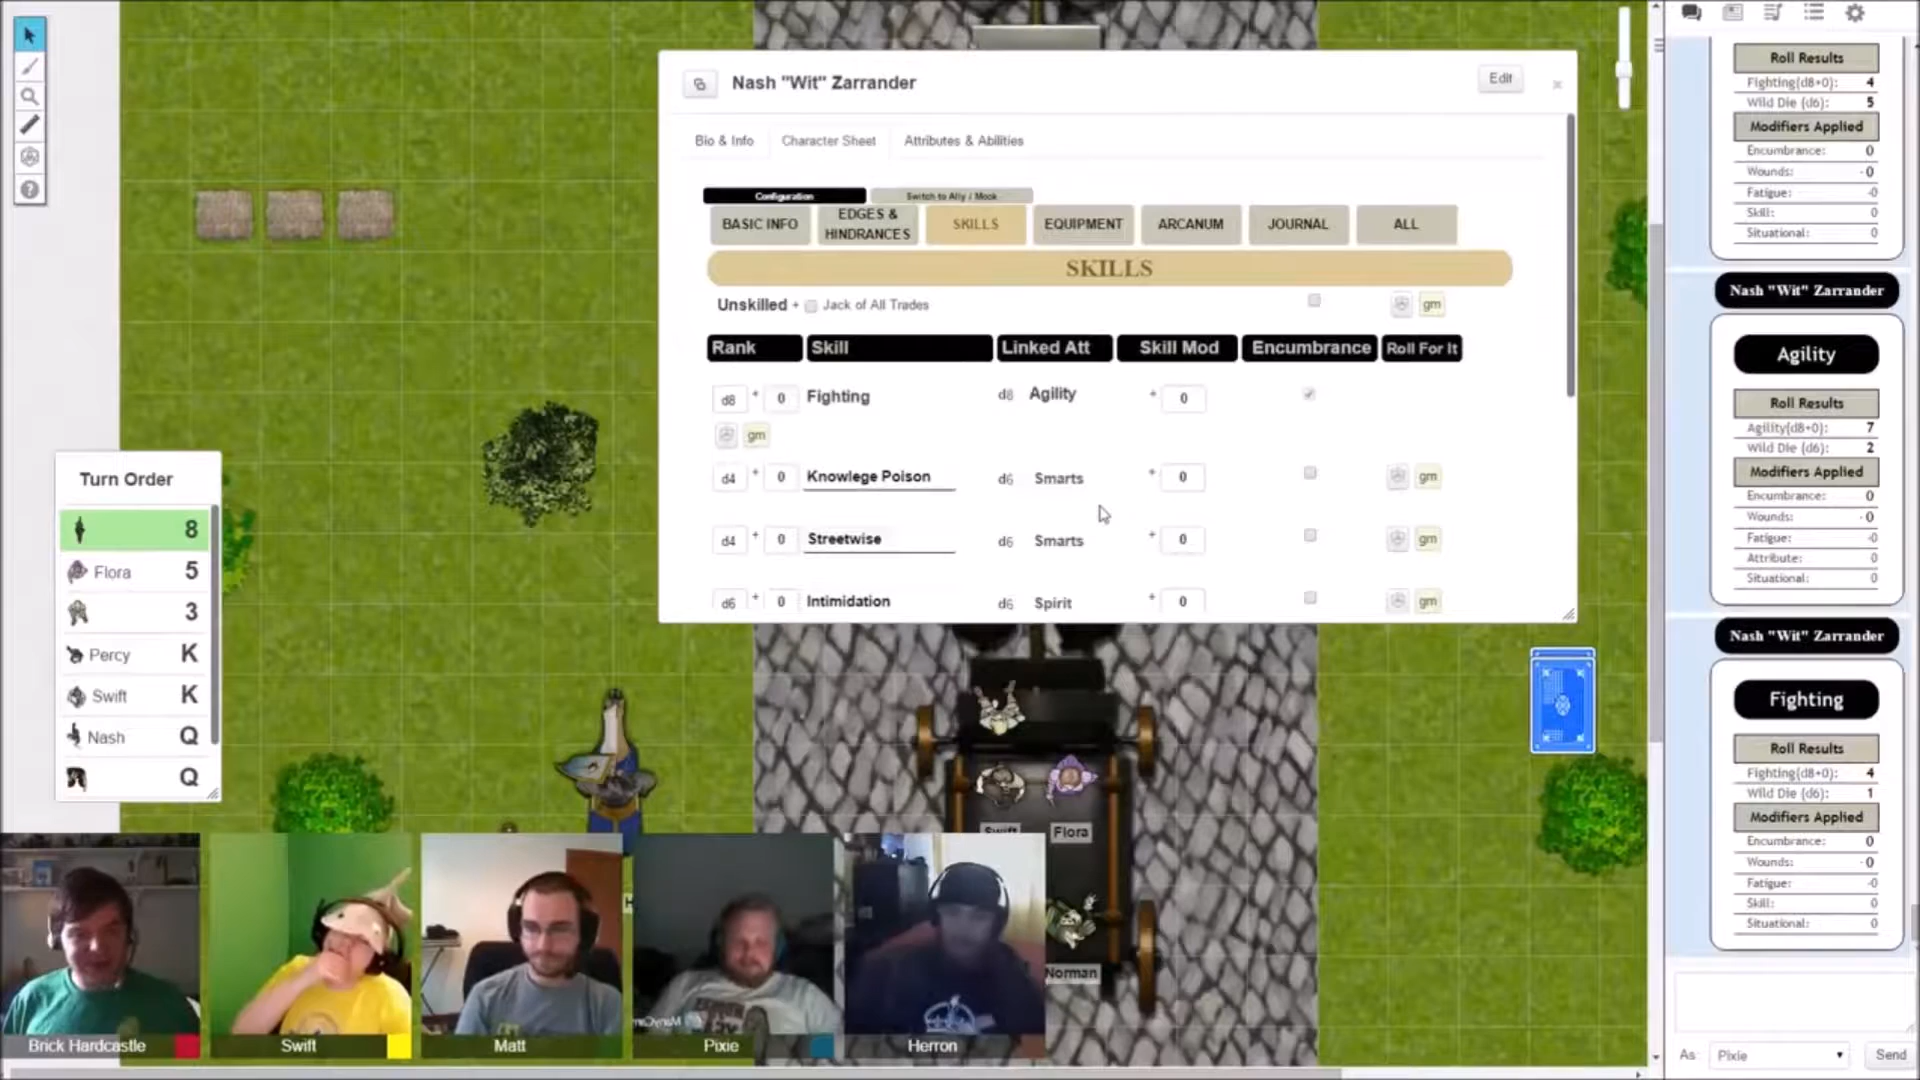 Nash "Wit" Zarrander
Edit
Bio & Info
Character Sheet
Attributes & Abilities
Configuration
Switch to Ally / Mook
BASIC INFO
EDGES & HINDRANCES
SKILLS
EQUIPMENT
ARCANUM
JOURNAL
ALL
SKILLS
Unskilled + Jack of All Trades gm
Rank Skill Linked Att Skill Mod Encumbrance Roll For It
d8 + 0 Fighting d8 Agility + 0
gm
d4 + 0 Knowlege Poison d6 Smarts + 0 gm
d4 + 0 Streetwise d6 Smarts + 0 gm
d6 + 0 Intimidation d6 Spirit + 0 gm
Turn Order
8
Flora 5
3
Percy K
Swift K
Nash Q
Q
Swift
Flora
Norman
Brick Hardcastle
Swift
Matt
Pixie
Herron
Roll Results
Fighting(d8+0): 4
Wild Die (d6): 5
Modifiers Applied
Encumbrance: 0
Wounds: -0
Fatigue: -0
Skill: 0
Situational: 0
Nash "Wit" Zarrander
Agility
Roll Results
Agility(d8+0): 7
Wild Die (d6): 2
Modifiers Applied
Encumbrance: 0
Wounds: -0
Fatigue: -0
Attribute: 0
Situational: 0
Nash "Wit" Zarrander
Fighting
Roll Results
Fighting(d8+0): 4
Wild Die (d6): 1
Modifiers Applied
Encumbrance: 0
Wounds: -0
Fatigue: -0
Skill: 0
Situational: 0
As: Pixie
Send